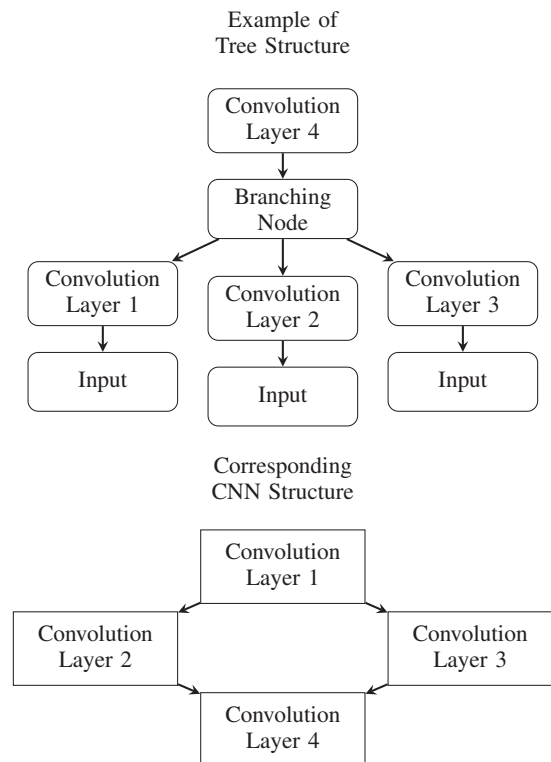 Example of
Tree Structure
Convolution
Layer 4
Branching
Node
Convolution
Layer 1
Convolution
Layer 2
Convolution
Layer 3
Input
Input
Input
Corresponding
CNN Structure
Convolution
Layer 1
Convolution
Layer 2
Convolution
Layer 3
Convolution
Layer 4